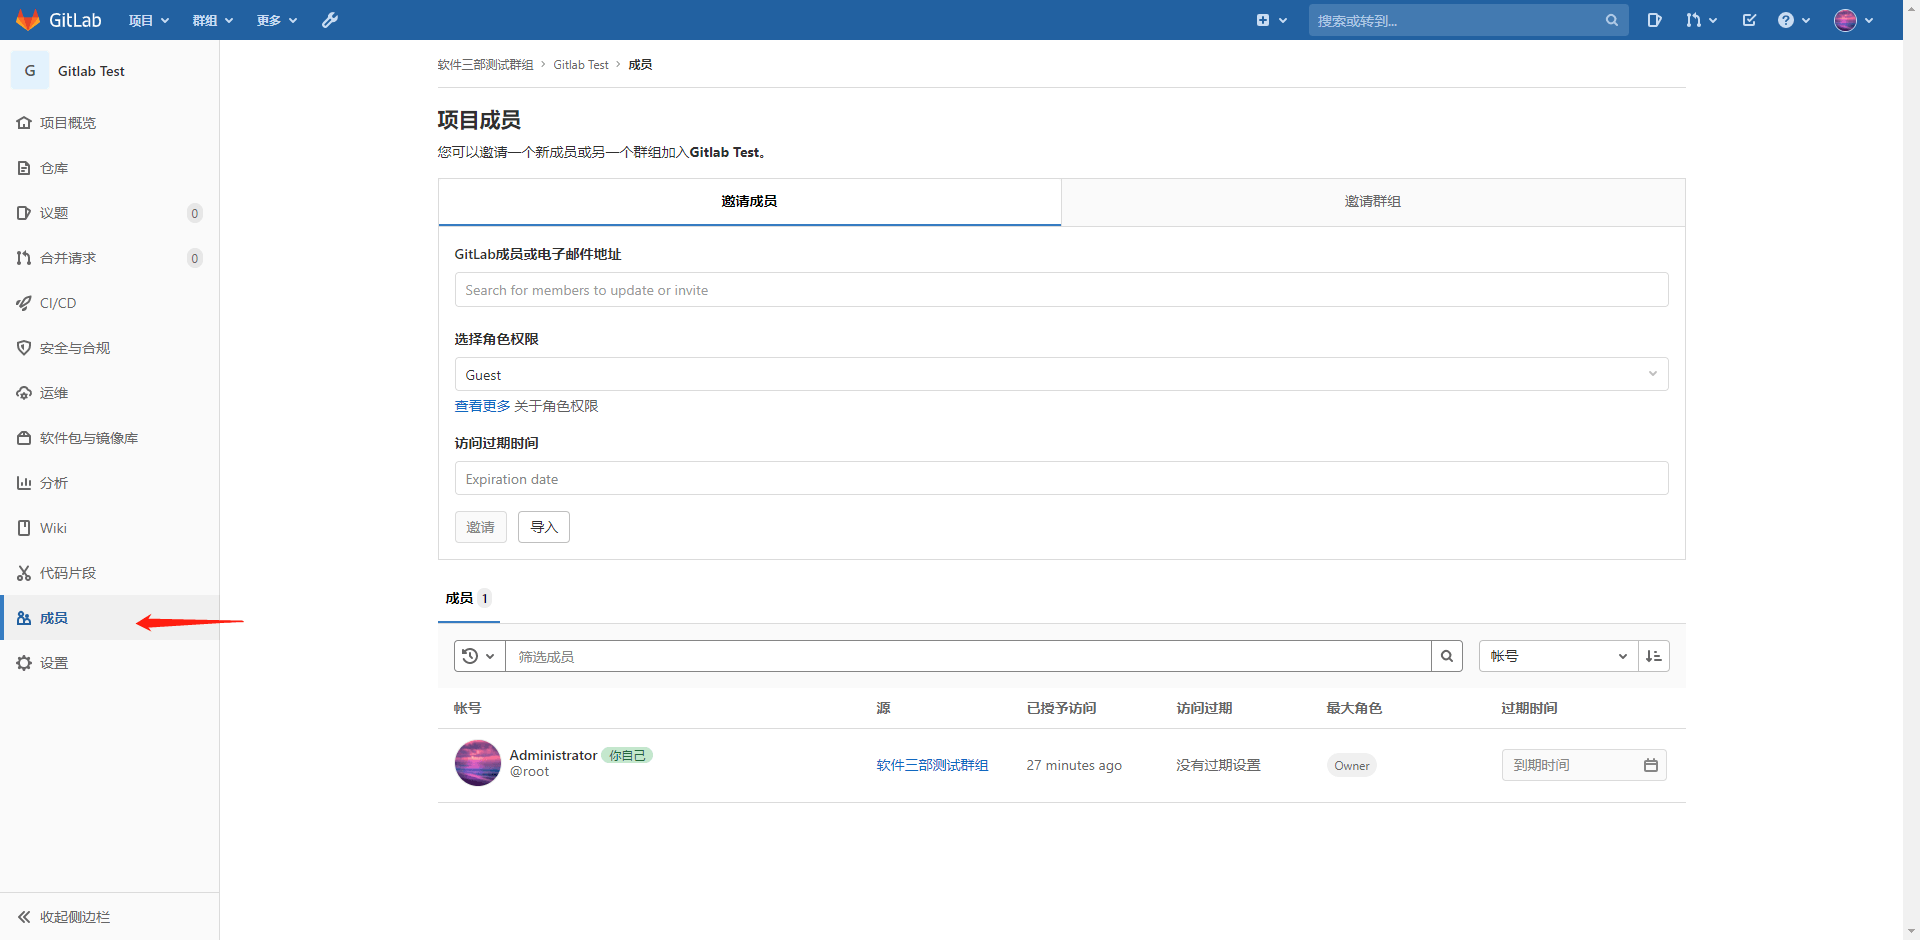 GitLab 项目 群组 更多 搜索或转到...
G Gitlab Test
项目概览
仓库
议题 0
合并请求 0
CI/CD
安全与合规
运维
软件包与镜像库
分析
Wiki
代码片段
成员
设置
收起侧边栏
软件三部测试群组 › Gitlab Test › 成员
项目成员
您可以邀请一个新成员或另一个群组加入Gitlab Test。
邀请成员 邀请群组
GitLab成员或电子邮件地址
Search for members to update or invite
选择角色权限
Guest
查看更多 关于角色权限
访问过期时间
Expiration date
邀请 导入
成员 1
筛选成员 帐号
帐号 源 已授予访问 访问过期 最大角色 过期时间
Administrator 你自己
@root
软件三部测试群组 27 minutes ago 没有过期设置 Owner 到期时间